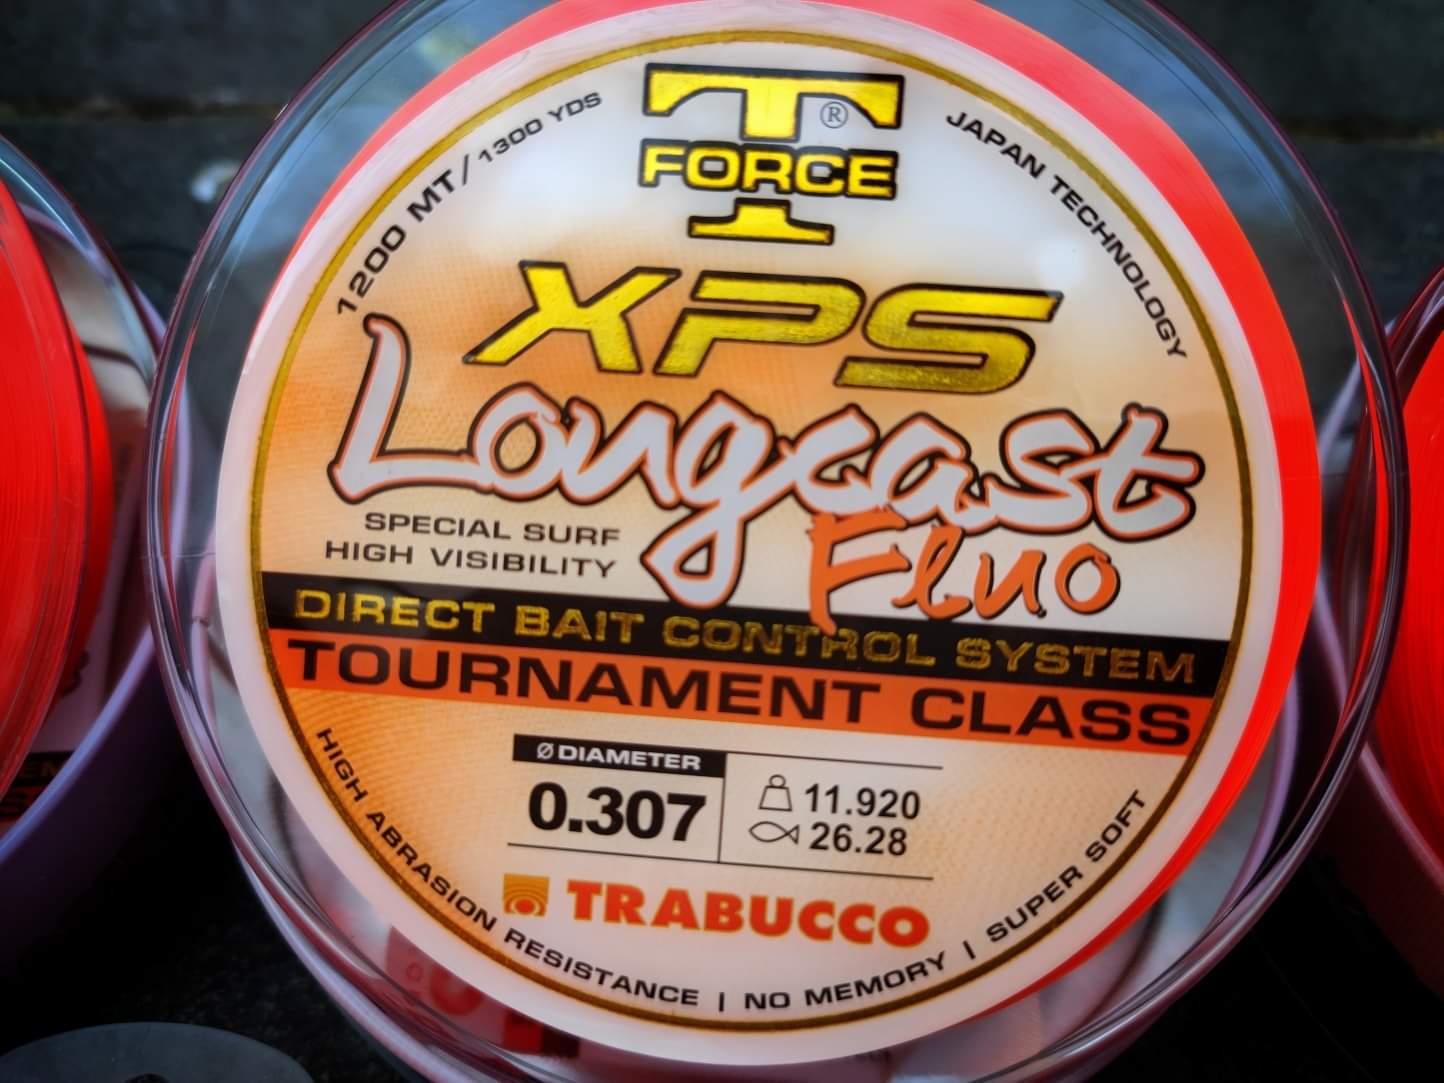 1200 MT / 1300 YDS
T
FORCE
®
JAPAN TECHNOLOGY
XPS
Longcast
Fluo
SPECIAL SURF
HIGH VISIBILITY
DIRECT BAIT CONTROL SYSTEM
TOURNAMENT CLASS
Ø DIAMETER
0.307
11.920
26.28
TRABUCCO
HIGH ABRASION RESISTANCE | NO MEMORY | SUPER SOFT